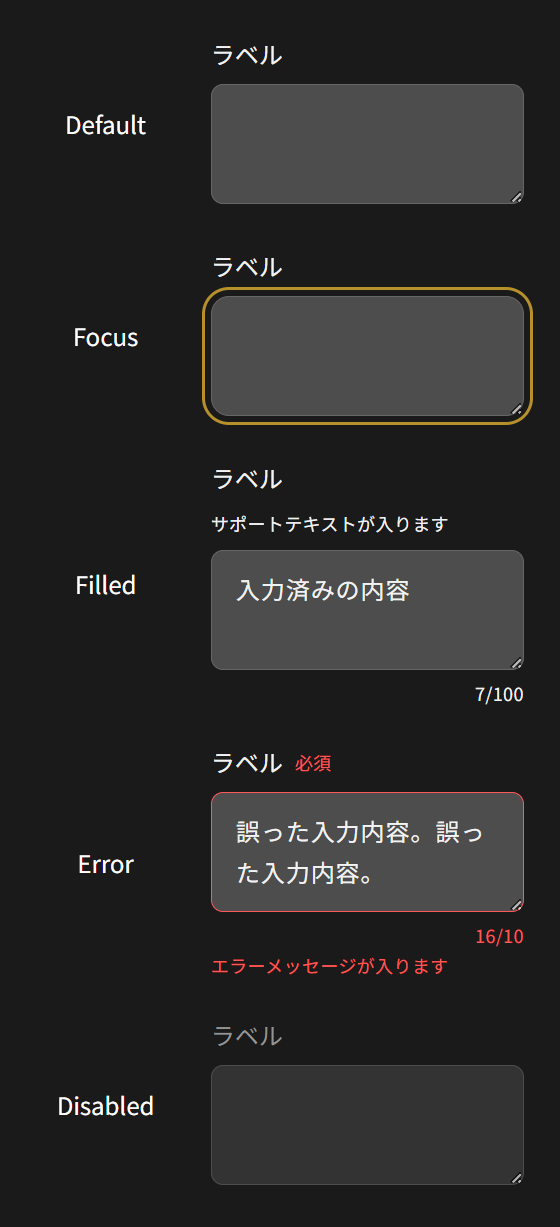 ラベル
Default
ラベル
Focus
ラベル
サポートテキストが入ります
Filled
入力済みの内容
7/100
ラベル 必須
誤った入力内容。誤っ
た入力内容。
Error
16/10
エラーメッセージが入ります
ラベル
Disabled